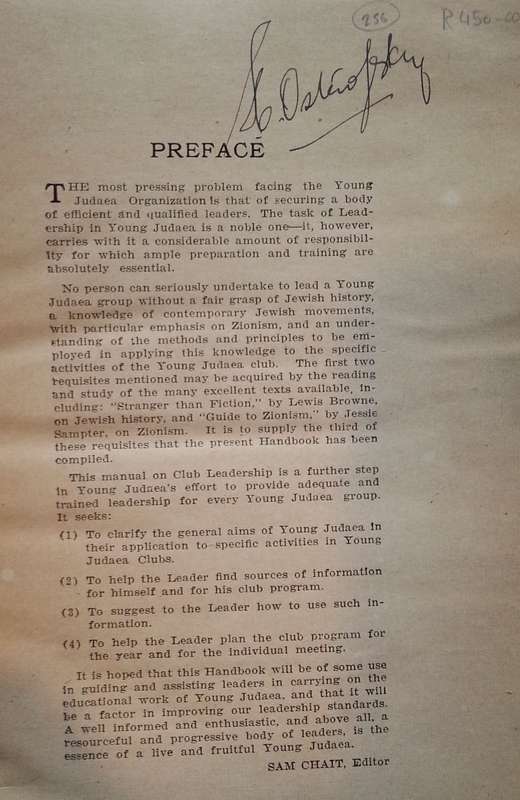 256
R450-00
Ostrofsky
PREFACE
THE most pressing problem facing the Young
Judaea Organization is that of securing a body
of efficient and qualified leaders. The task of Lead-
ership in Young Judaea is a noble one—it, however,
carries with it a considerable amount of responsibil-
ity for which ample preparation and training are
absolutely essential.
No person can seriously undertake to lead a Young
Judaea group without a fair grasp of Jewish history,
a knowledge of contemporary Jewish movements,
with particular emphasis on Zionism, and an under-
standing of the methods and principles to be em-
ployed in applying this knowledge to the specific
activities of the Young Judaea club. The first two
requisites mentioned may be acquired by the reading
and study of the many excellent texts available, in-
cluding: "Stranger than Fiction," by Lewis Browne,
on Jewish history, and "Guide to Zionism," by Jessie
Sampter, on Zionism. It is to supply the third of
these requisites that the present Handbook has been
compiled.
This manual on Club Leadership is a further step
in Young Judaea's effort to provide adequate and
trained leadership for every Young Judaea group.
It seeks:
(1) To clarify the general aims of Young Judaea in
their application to specific activities in Young
Judaea Clubs.
(2) To help the Leader find sources of information
for himself and for his club program.
(3) To suggest to the Leader how to use such in-
formation.
(4) To help the Leader plan the club program for
the year and for the individual meeting.
It is hoped that this Handbook will be of some use
in guiding and assisting leaders in carrying on the
educational work of Young Judaea, and that it will
be a factor in improving our leadership standards.
A well informed and enthusiastic, and above all, a
resourceful and progressive body of leaders, is the
essence of a live and fruitful Young Judaea.
SAM CHAIT, Editor